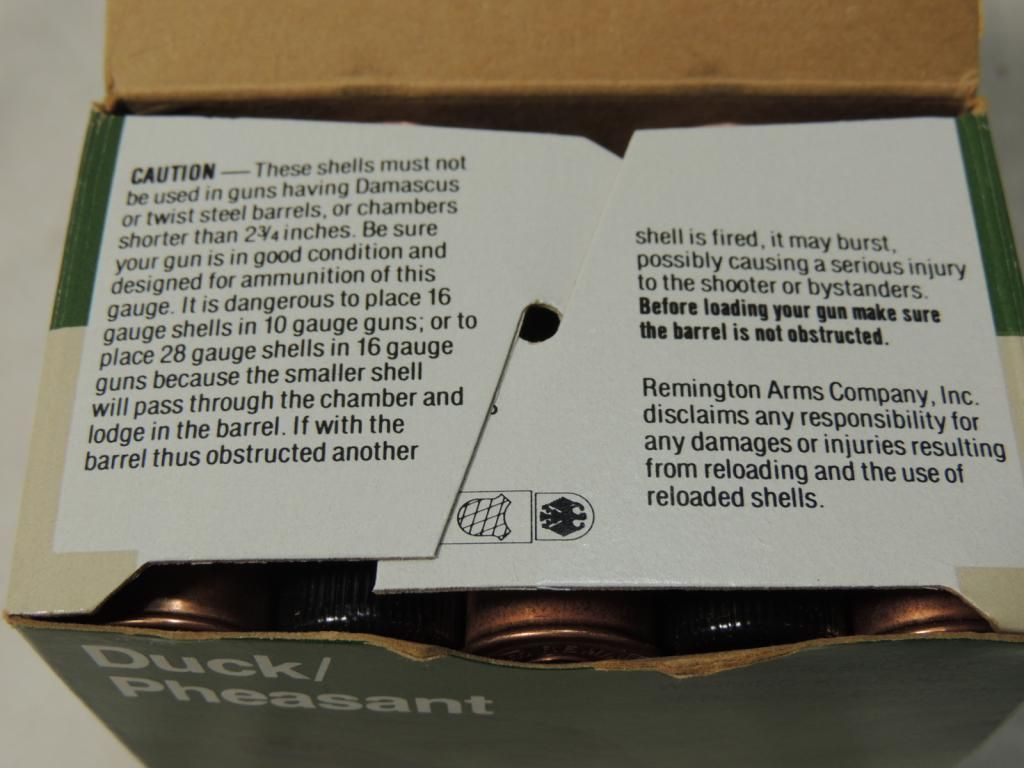 CAUTION — These shells must not
be used in guns having Damascus
or twist steel barrels, or chambers
shorter than 2¾ inches. Be sure
your gun is in good condition and
designed for ammunition of this
gauge. It is dangerous to place 16
gauge shells in 10 gauge guns; or to
place 28 gauge shells in 16 gauge
guns because the smaller shell
will pass through the chamber and
lodge in the barrel. If with the
barrel thus obstructed another
shell is fired, it may burst,
possibly causing a serious injury
to the shooter or bystanders.
Before loading your gun make sure
the barrel is not obstructed.
Remington Arms Company, Inc.
disclaims any responsibility for
any damages or injuries resulting
from reloading and the use of
reloaded shells.
Duck/
Pheasant